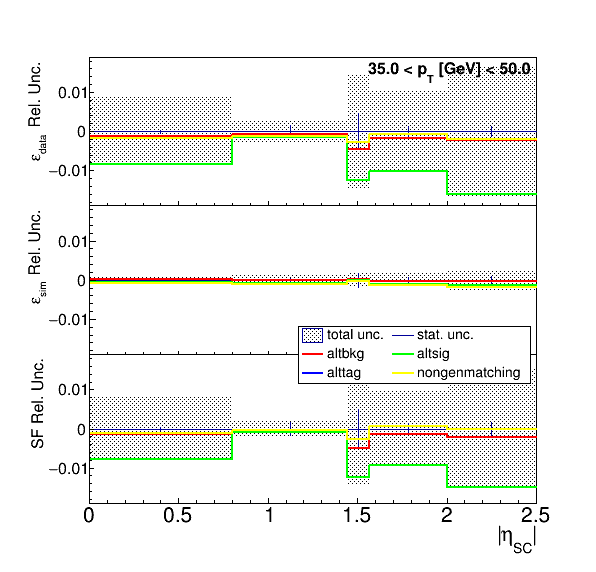 35.0 < p_T [GeV] < 50.0
ε_data Rel. Unc.
0.01
0
−0.01
ε_sim Rel. Unc.
0.01
0
−0.01
total unc. stat. unc.
altbkg altsig
alttag nongenmatching
SF Rel. Unc.
0.01
0
−0.01
0 0.5 1 1.5 2 2.5
|η_SC|